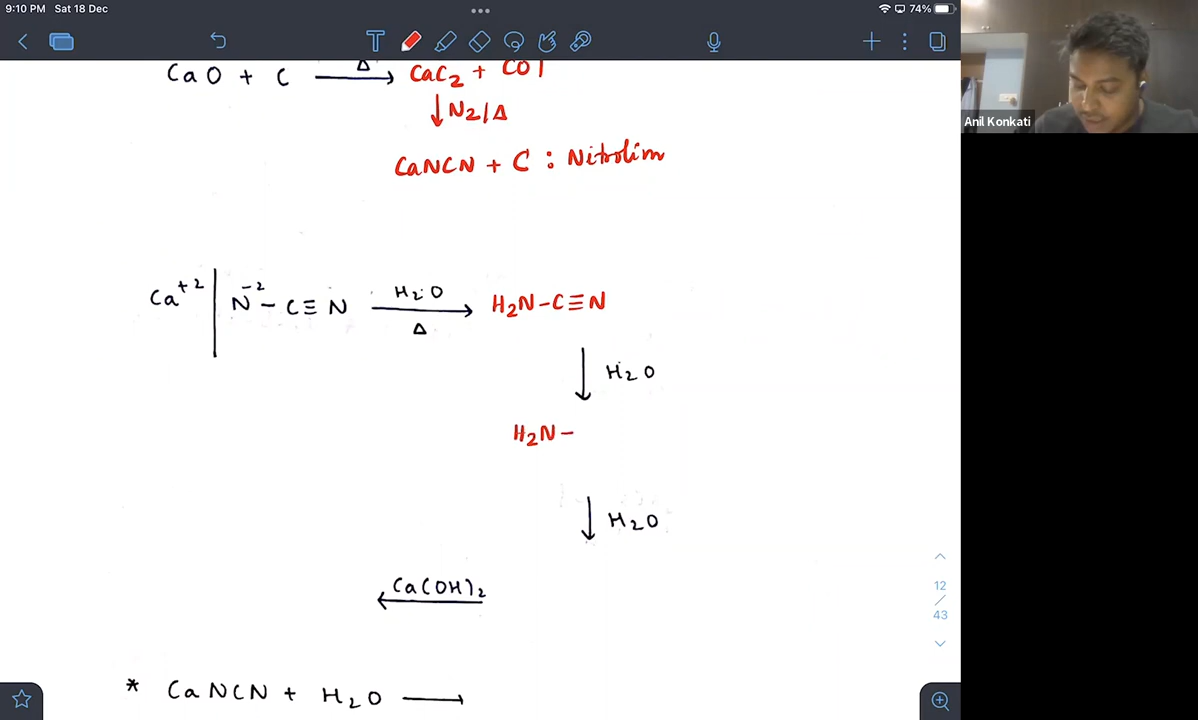 9:10 PM Sat 18 Dec
74%
CaO + C Δ→ CaC₂ + CO↑
↓ N₂/Δ
CaNCN + C : Nitrolim
Anil Konkati
Ca⁺² | N⁻² – C ≡ N H₂O→Δ H₂N–C≡N
↓ H₂O
H₂N–
↓ H₂O
←Ca(OH)₂
12
/
43
* CaNCN + H₂O →